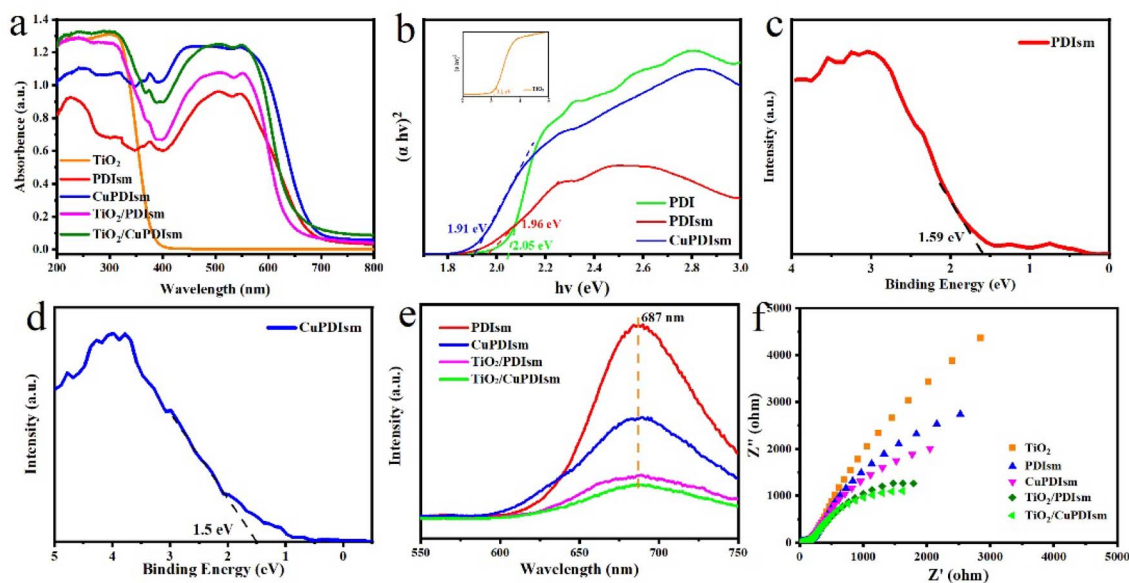 a
Absorbence (a.u.)
1.4
1.2
1.0
0.8
0.6
0.4
0.2
0.0
TiO2
PDIsm
CuPDIsm
TiO2/PDIsm
TiO2/CuPDIsm
200 300 400 500 600 700 800
Wavelength (nm)
b
(α hv)2
TiO2
1.91 eV
1.96 eV
2.05 eV
PDI
PDIsm
CuPDIsm
1.8 2.0 2.2 2.4 2.6 2.8 3.0
hv (eV)
c
Intensity (a.u.)
PDIsm
1.59 eV
4 3 2 1 0
Binding Energy (eV)
d
Intensity (a.u.)
CuPDIsm
1.5 eV
5 4 3 2 1 0
Binding Energy (eV)
e
Intensity (a.u.)
PDIsm
CuPDIsm
TiO2/PDIsm
TiO2/CuPDIsm
687 nm
550 600 650 700 750
Wavelength (nm)
f
Z'' (ohm)
5000
4000
3000
2000
1000
0
TiO2
PDIsm
CuPDIsm
TiO2/PDIsm
TiO2/CuPDIsm
0 1000 2000 3000 4000 5000
Z' (ohm)